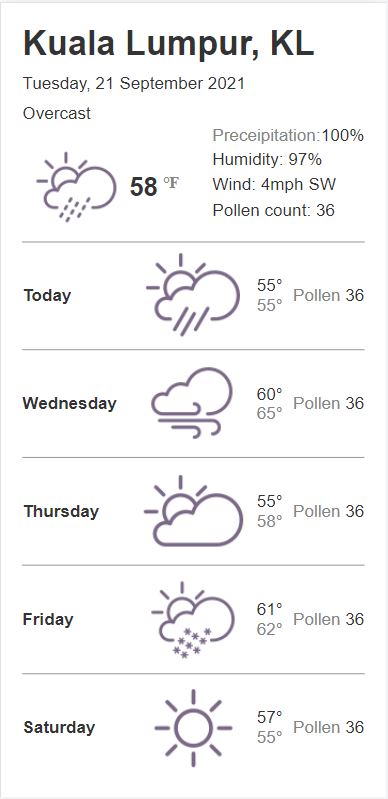 Kuala Lumpur, KL
Tuesday, 21 September 2021
Overcast
58 °F
Preceipitation:100%
Humidity: 97%
Wind: 4mph SW
Pollen count: 36
Today 55° 55° Pollen 36
Wednesday 60° 65° Pollen 36
Thursday 55° 58° Pollen 36
Friday 61° 62° Pollen 36
Saturday 57° 55° Pollen 36